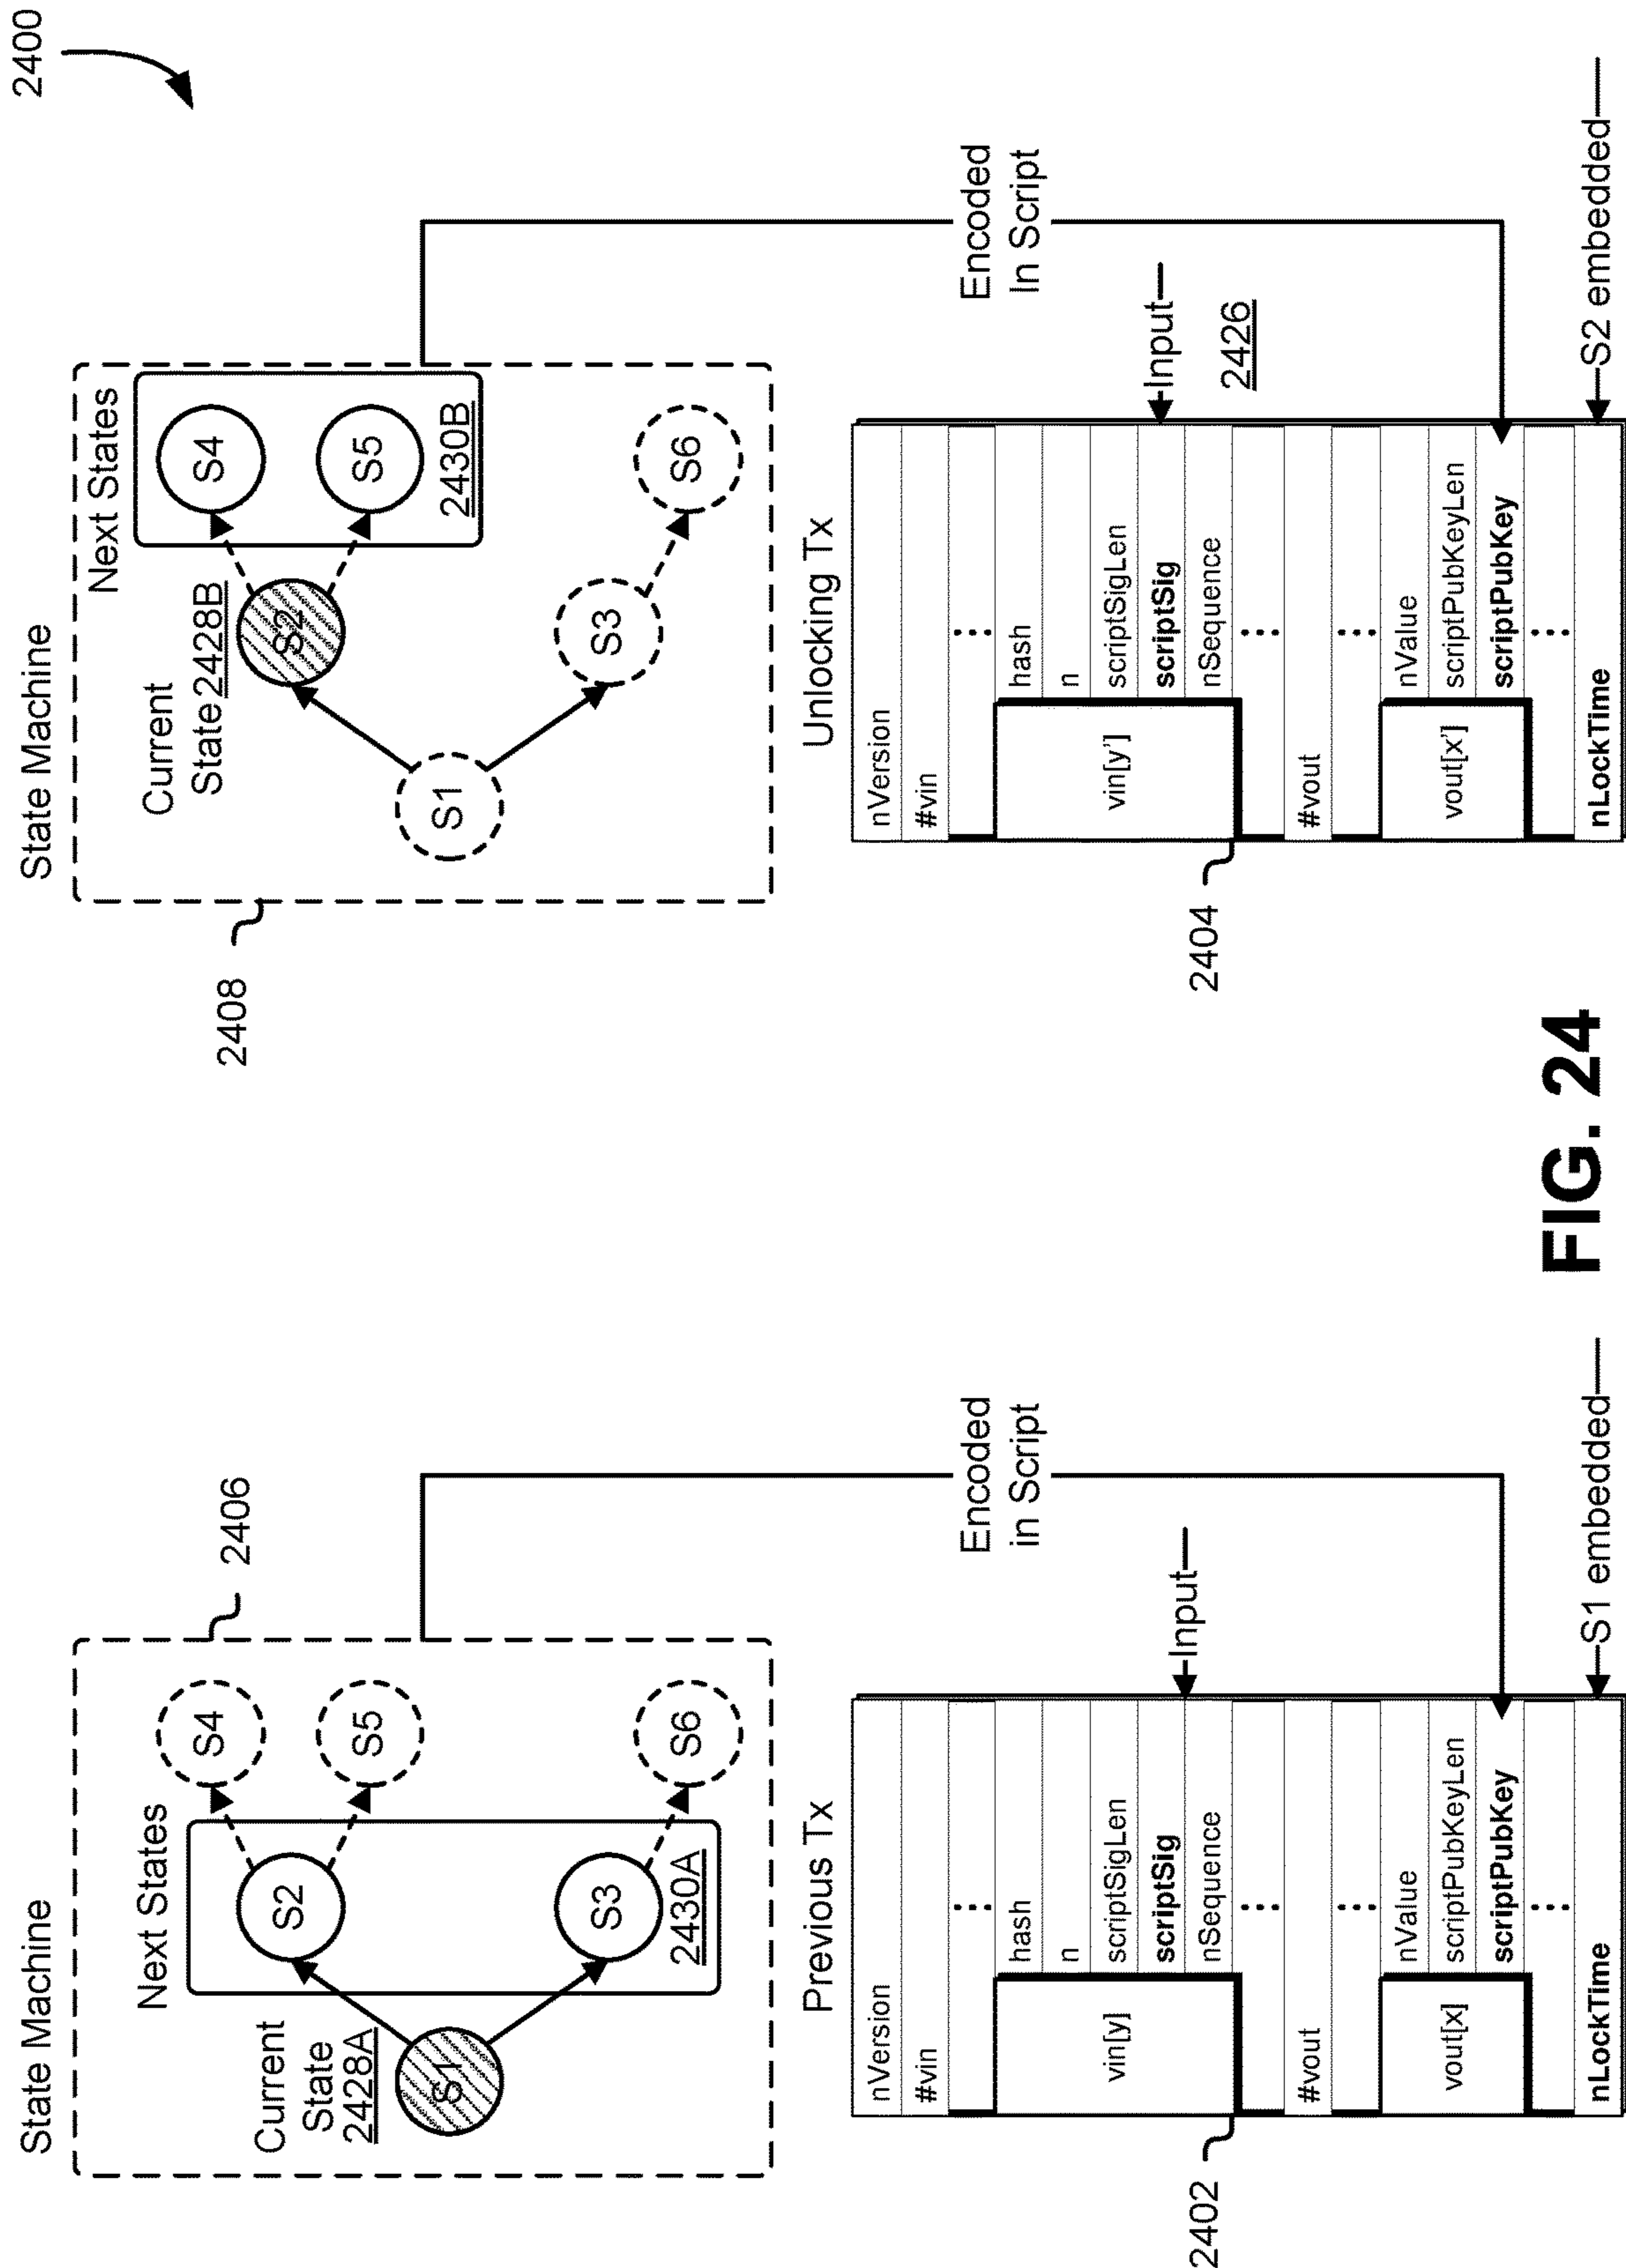 2400
State Machine
Next States
Current
State
2428A
S1
S2
S3
2430A
S4
S5
S6
2406
Encoded
in Script
Previous Tx
nVersion
#vin
...
vin[y]
hash
n
scriptSigLen
scriptSig
nSequence
...
#vout
...
vout[x]
nValue
scriptPubKeyLen
scriptPubKey
...
nLockTime
Input
S1 embedded
2402
State Machine
2408
Current
State 2428B
Next States
S1
S2
S3
S4
S5
2430B
S6
Encoded
In Script
Unlocking Tx
nVersion
#vin
...
vin[y']
hash
n
scriptSigLen
scriptSig
nSequence
...
#vout
...
vout[x']
nValue
scriptPubKeyLen
scriptPubKey
...
nLockTime
Input
2426
S2 embedded
2404
FIG. 24